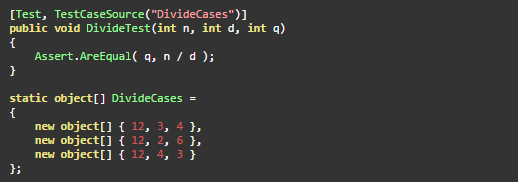 [Test, TestCaseSource("DivideCases")]
public void DivideTest(int n, int d, int q)
{
    Assert.AreEqual( q, n / d );
}

static object[] DivideCases =
{
    new object[] { 12, 3, 4 },
    new object[] { 12, 2, 6 },
    new object[] { 12, 4, 3 }
};